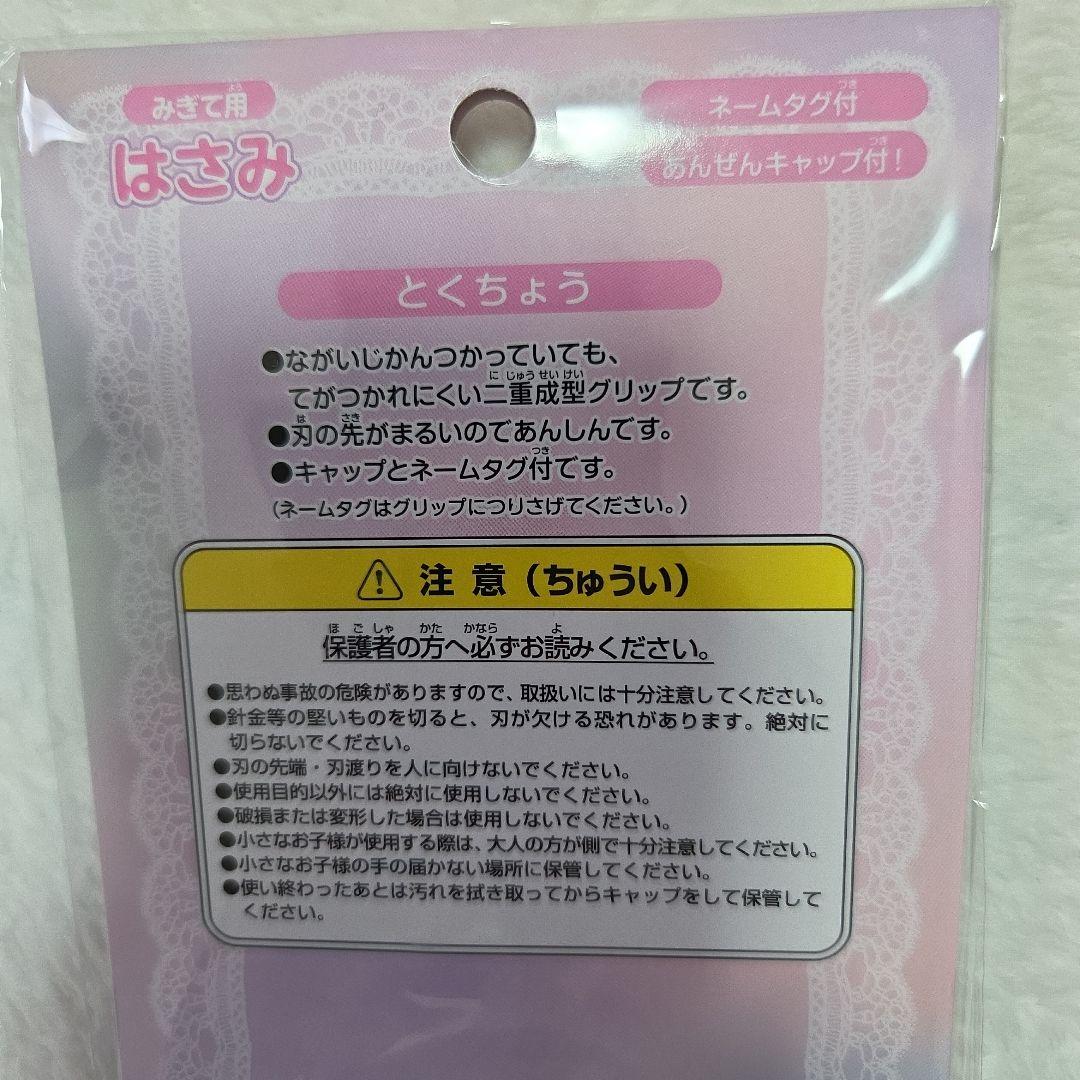 みぎて用
はさみ
ネームタグ付
あんぜんキャップ付！
とくちょう
●ながいじかんつかっていても、
てがつかれにくい二重成型グリップです。
●刃の先がまるいのであんしんです。
●キャップとネームタグ付です。
（ネームタグはグリップにつりさげてください。）
注意（ちゅうい）
保護者の方へ必ずお読みください。
●思わぬ事故の危険がありますので、取扱いには十分注意してください。
●針金等の堅いものを切ると、刃が欠ける恐れがあります。絶対に
切らないでください。
●刃の先端・刃渡りを人に向けないでください。
●使用目的以外には絶対に使用しないでください。
●破損または変形した場合は使用しないでください。
●小さなお子様が使用する際は、大人の方が側で十分注意してください。
●小さなお子様の手の届かない場所に保管してください。
●使い終わったあとは汚れを拭き取ってからキャップをして保管して
ください。